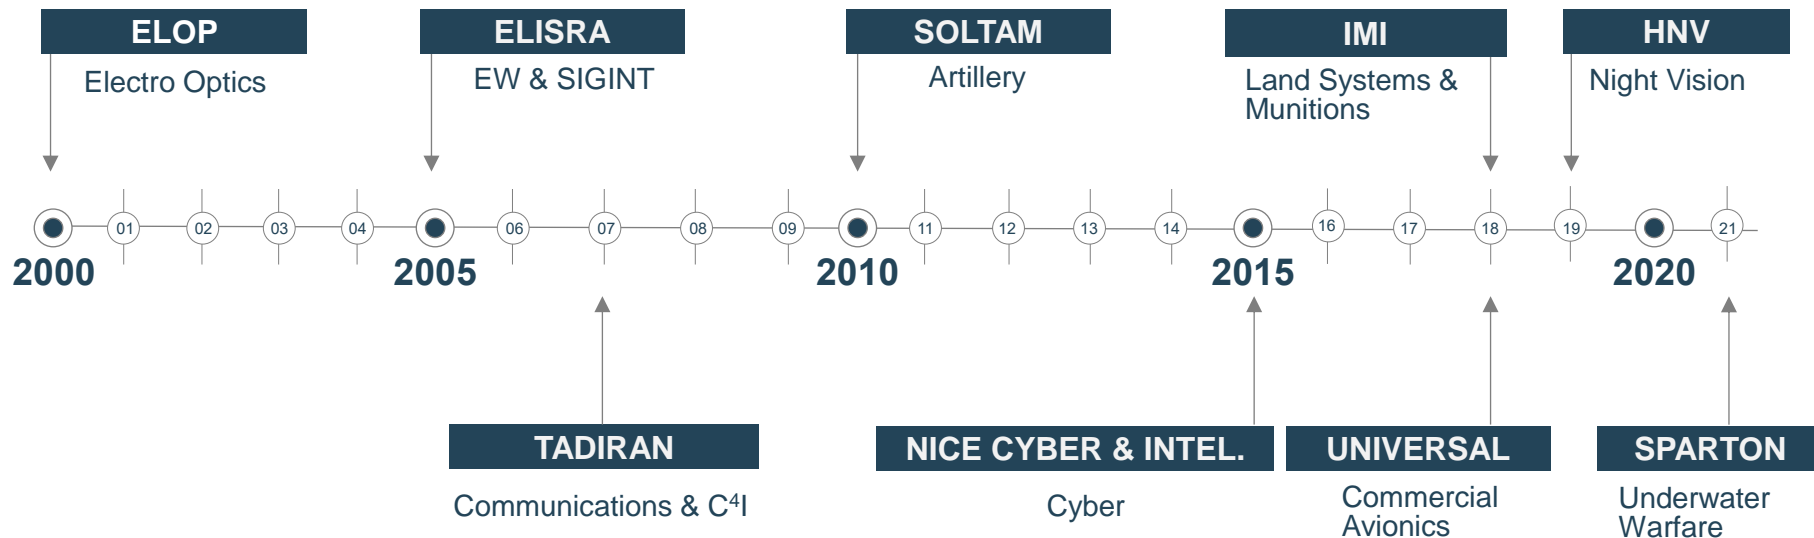 ELOP
Electro Optics
ELISRA
EW & SIGINT
SOLTAM
Artillery
IMI
Land Systems &
Munitions
HNV
Night Vision
01
02
03
04
06
07
08
09
11
12
13
14
16
17
18
19
21
2000
2005
2010
2015
2020
TADIRAN
Communications & C⁴I
NICE CYBER & INTEL.
Cyber
UNIVERSAL
Commercial
Avionics
SPARTON
Underwater
Warfare